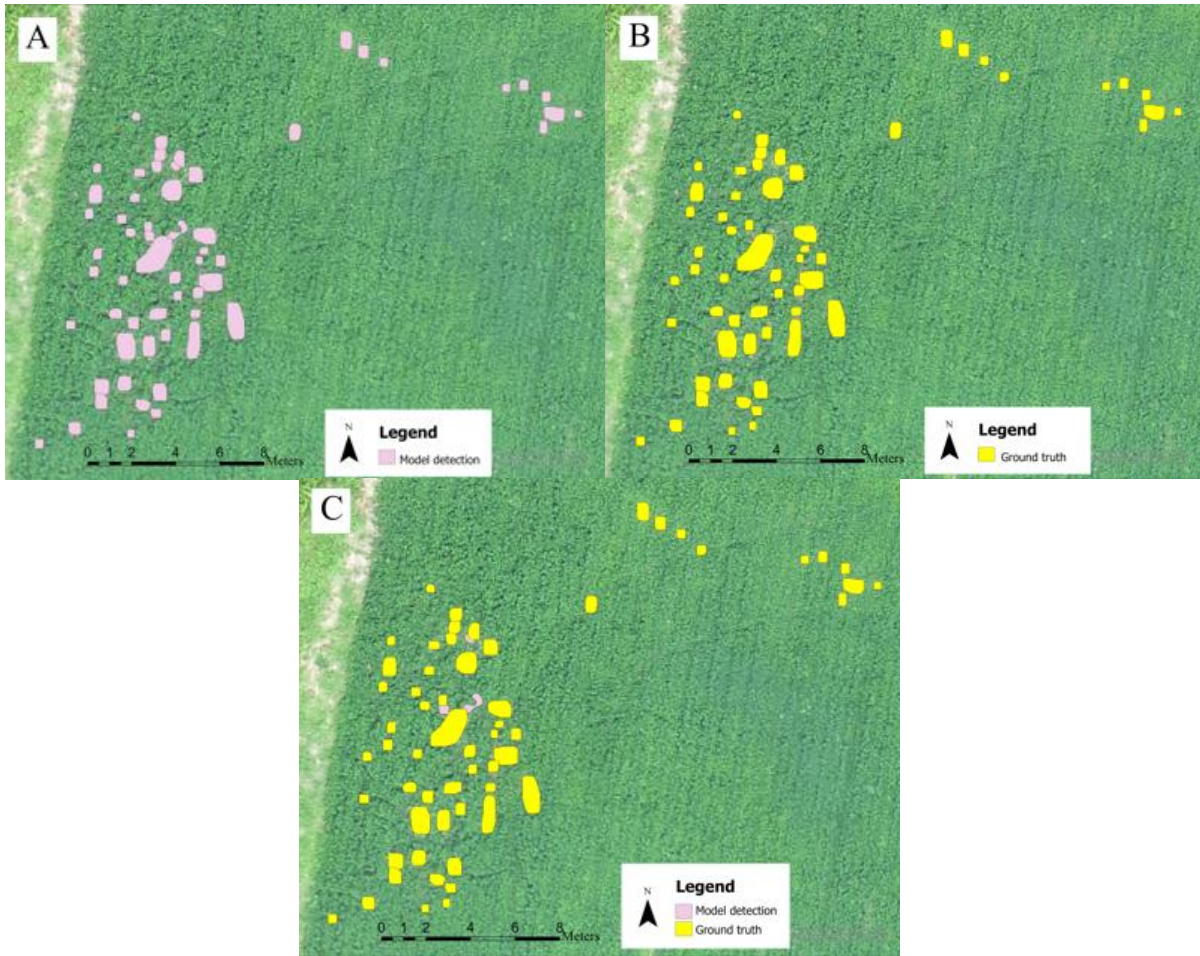 A
N
Legend
Model detection
0 1 2 4 6 8
Meters
B
N
Legend
Ground truth
0 1 2 4 6 8
Meters
C
N
Legend
Model detection
Ground truth
0 1 2 4 6 8
Meters